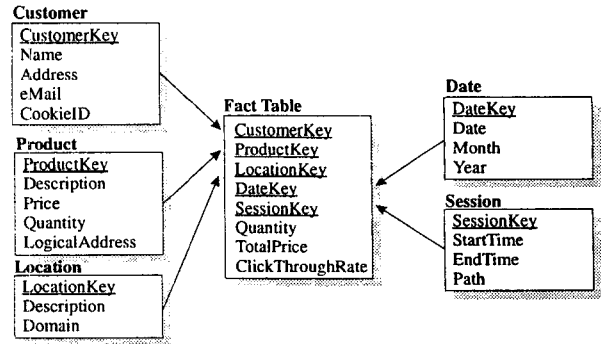 Customer
CustomerKey
Name
Address
eMail
CookieID
Product
ProductKey
Description
Price
Quantity
LogicalAddress
Location
LocationKey
Description
Domain
Fact Table
CustomerKey
ProductKey
LocationKey
DateKey
SessionKey
Quantity
TotalPrice
ClickThroughRate
Date
DateKey
Date
Month
Year
Session
SessionKey
StartTime
EndTime
Path